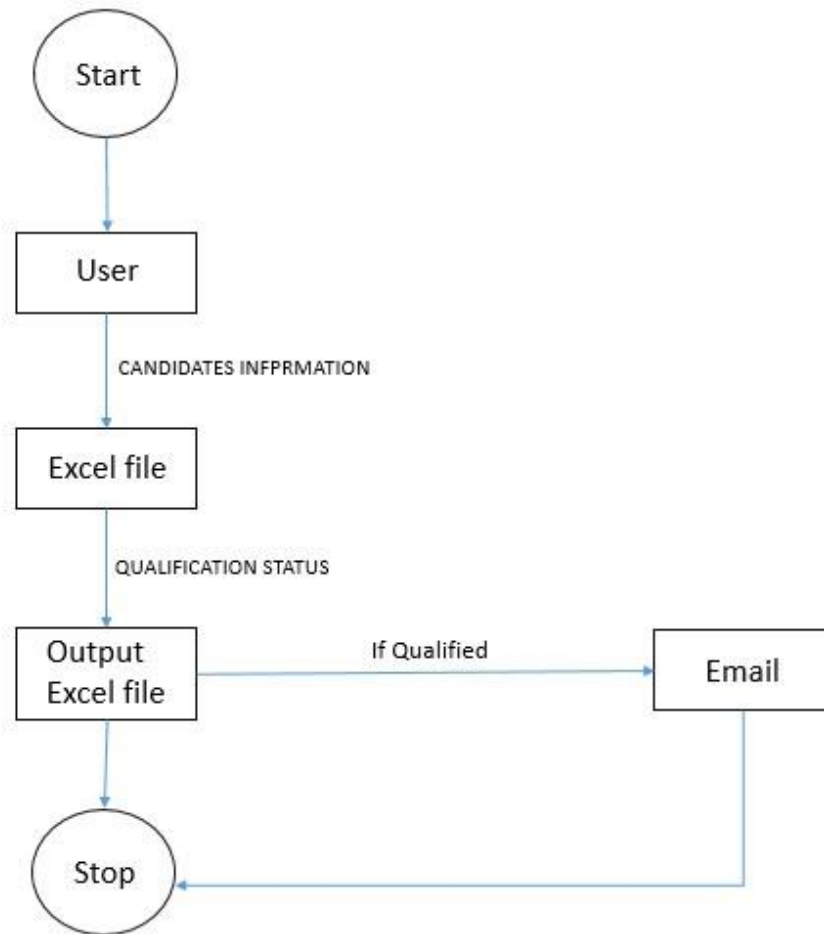 Start
User
CANDIDATES INFPRMATION
Excel file
QUALIFICATION STATUS
Output
Excel file
If Qualified
Email
Stop